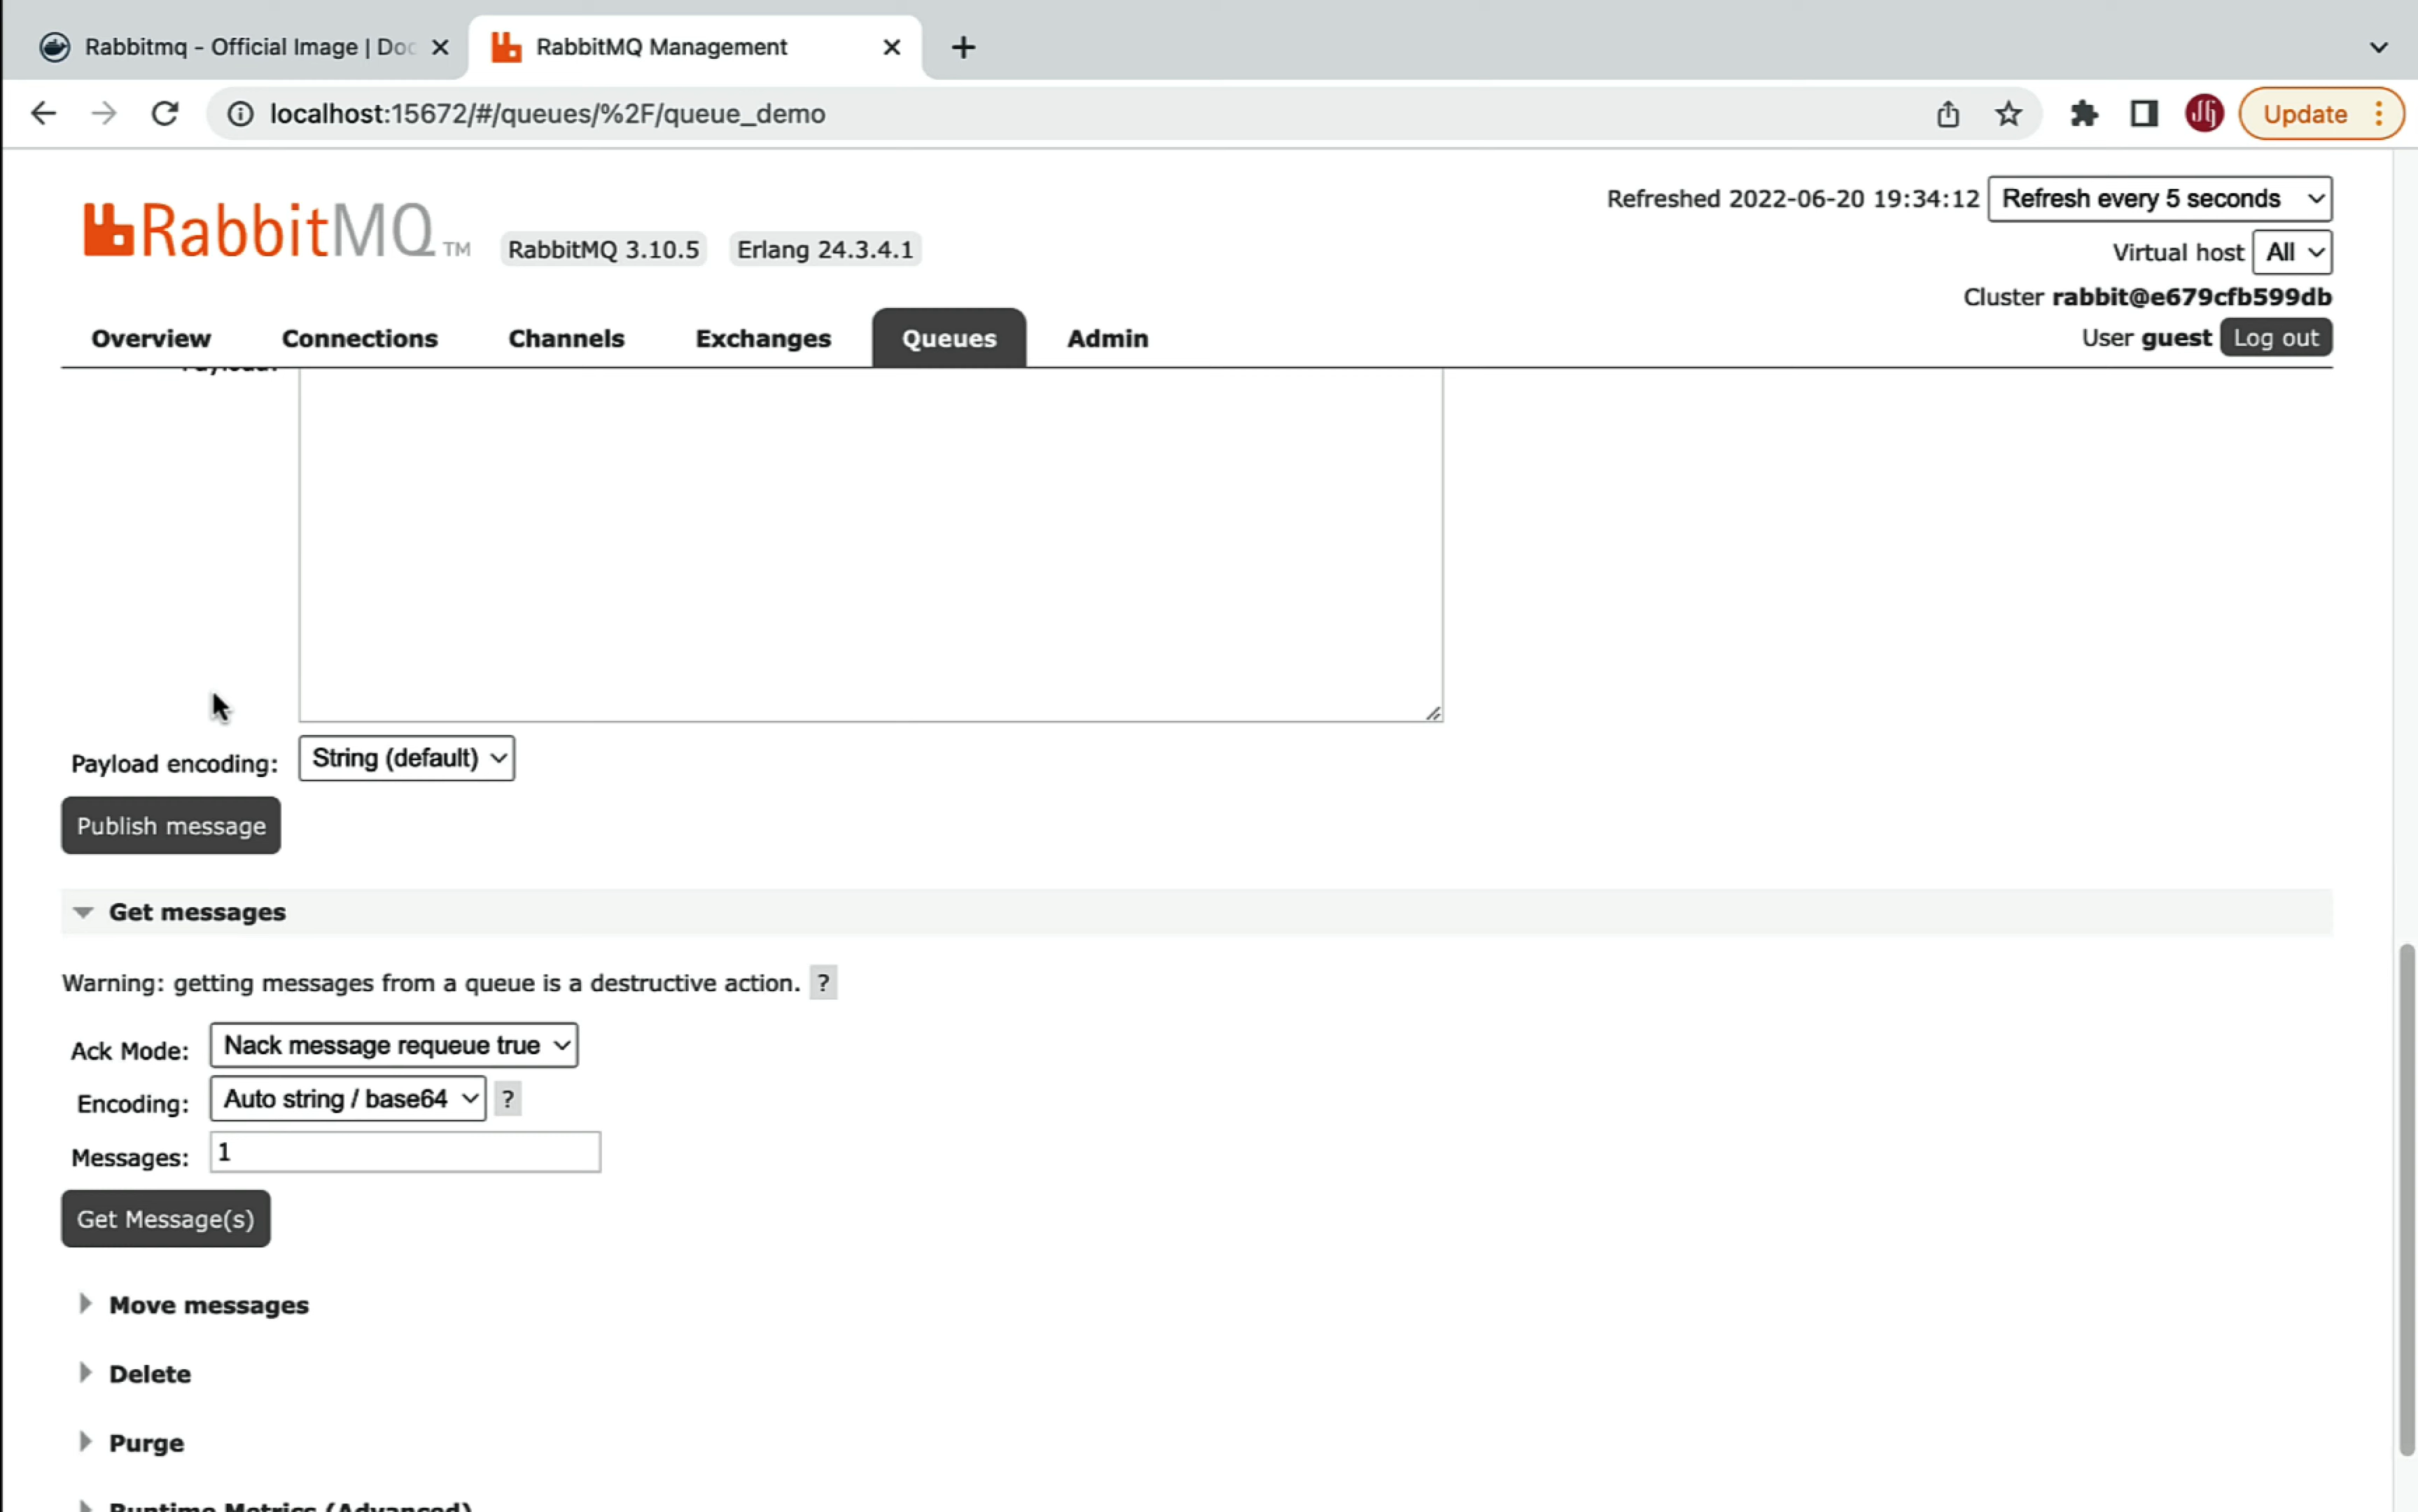 Rabbitmq - Official Image | Doc
RabbitMQ Management
localhost:15672/#/queues/%2F/queue_demo
Update
RabbitMQ TM
RabbitMQ 3.10.5
Erlang 24.3.4.1
Refreshed 2022-06-20 19:34:12
Refresh every 5 seconds
Virtual host All
Cluster rabbit@e679cfb599db
User guest Log out
Overview
Connections
Channels
Exchanges
Queues
Admin
Payload:
Payload encoding: String (default)
Publish message
Get messages
Warning: getting messages from a queue is a destructive action. ?
Ack Mode: Nack message requeue true
Encoding: Auto string / base64 ?
Messages: 1
Get Message(s)
Move messages
Delete
Purge
Runtime Metrics (Advanced)